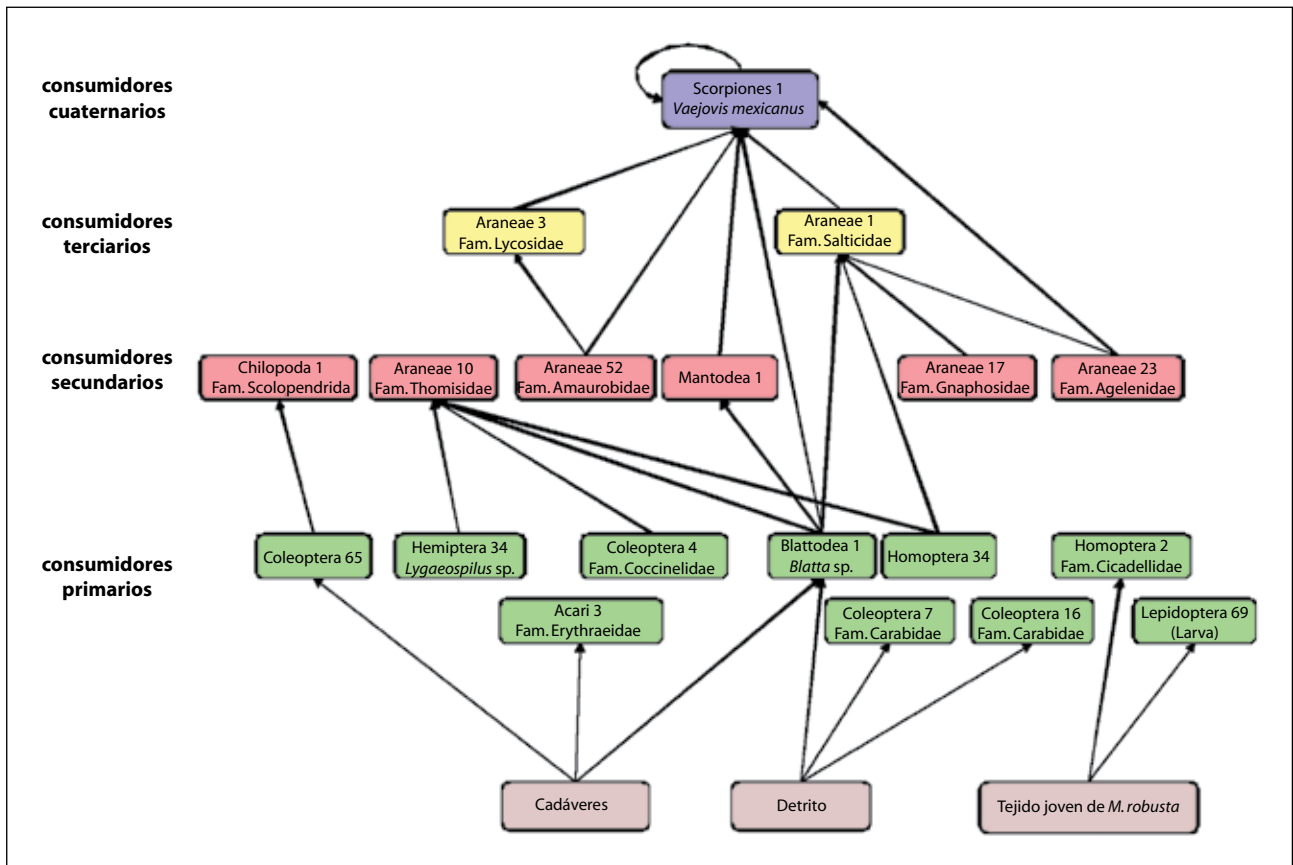 consumidores
cuaternarios
Scorpiones 1
Vaejovis mexicanus
consumidores
terciarios
Araneae 3
Fam. Lycosidae
Araneae 1
Fam. Salticidae
consumidores
secundarios
Chilopoda 1
Fam. Scolopendrida
Araneae 10
Fam. Thomisidae
Araneae 52
Fam. Amaurobidae
Mantodea 1
Araneae 17
Fam. Gnaphosidae
Araneae 23
Fam. Agelenidae
consumidores
primarios
Coleoptera 65
Hemiptera 34
Lygaeospilus sp.
Coleoptera 4
Fam. Coccinelidae
Blattodea 1
Blatta sp.
Homoptera 34
Homoptera 2
Fam. Cicadellidae
Acari 3
Fam. Erythraeidae
Coleoptera 7
Fam. Carabidae
Coleoptera 16
Fam. Carabidae
Lepidoptera 69
(Larva)
Cadáveres
Detrito
Tejido joven de M. robusta